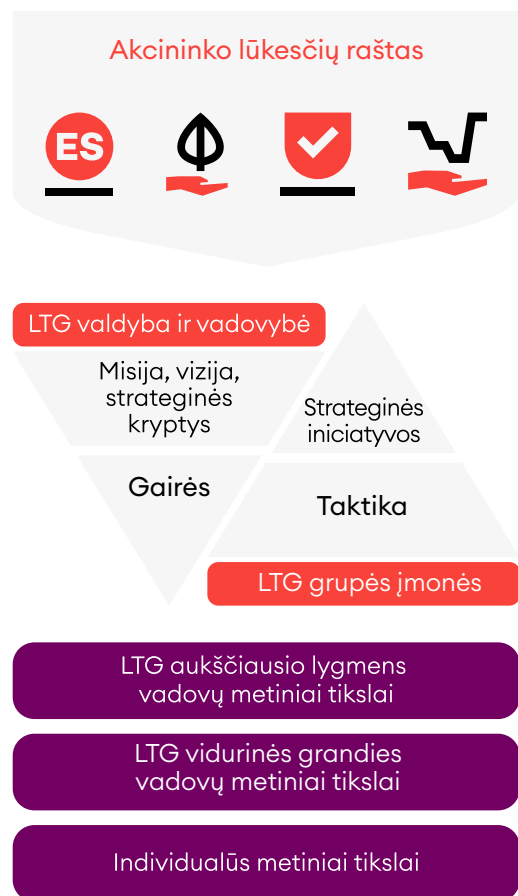 Akcininko lūkesčių raštas
ES
LTG valdyba ir vadovybė
Misija, vizija,
strateginės
kryptys
Strateginės
iniciatyvos
Gairės
Taktika
LTG grupės įmonės
LTG aukščiausio lygmens
vadovų metiniai tikslai
LTG vidurinės grandies
vadovų metiniai tikslai
Individualūs metiniai tikslai